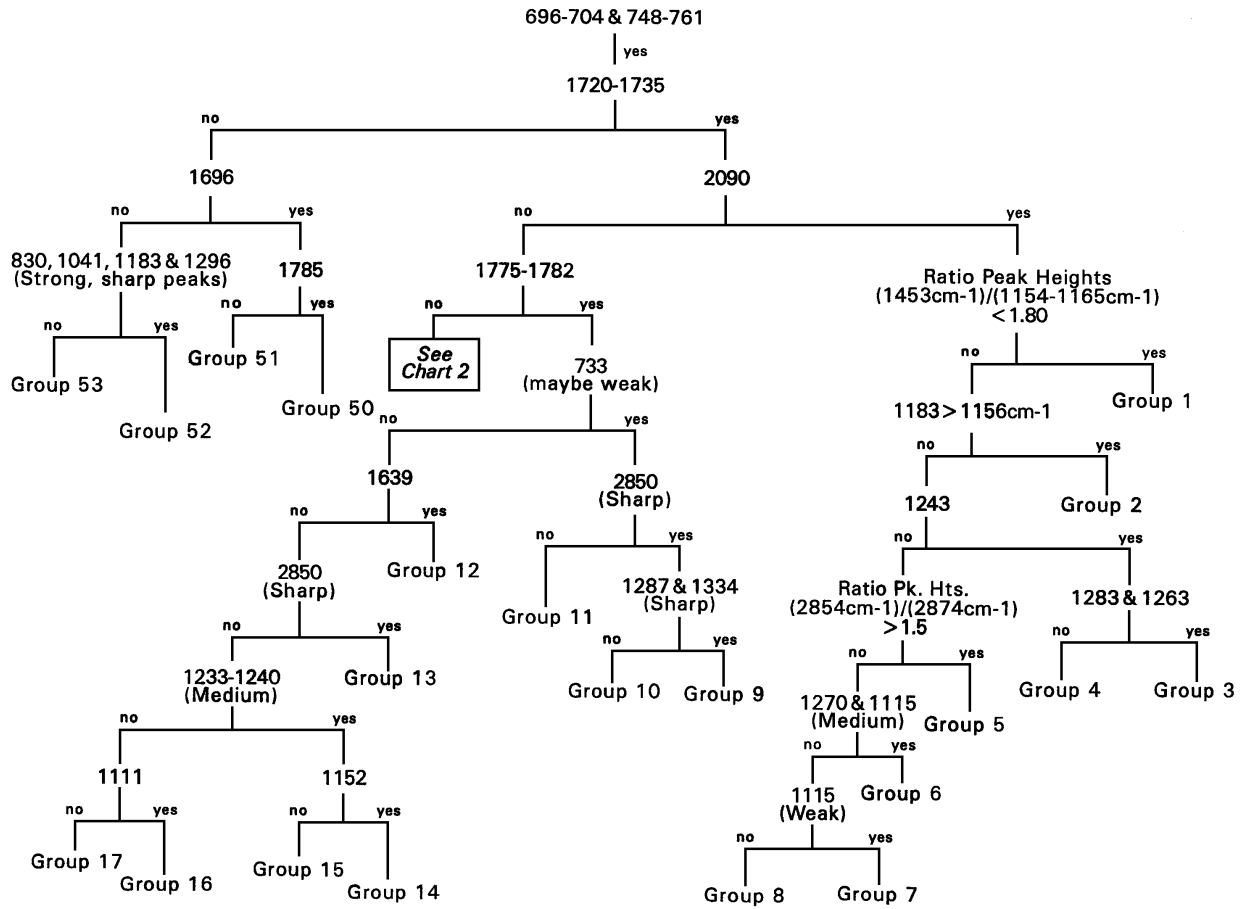 696-704 & 748-761
yes
1720-1735
no
yes
1696
2090
no
yes
no
yes
830, 1041, 1183 & 1296
(Strong, sharp peaks)
1785
1775-1782
Ratio Peak Heights
(1453cm-1)/(1154-1165cm-1)
<1.80
no
yes
no
yes
no
yes
no
yes
Group 53
Group 52
Group 51
Group 50
See
Chart 2
733
(maybe weak)
1183 > 1156cm-1
Group 1
no
yes
no
yes
1639
2850
(Sharp)
1243
Group 2
no
yes
no
yes
no
yes
2850
(Sharp)
Group 12
Group 11
1287 & 1334
(Sharp)
Ratio Pk. Hts.
(2854cm-1)/(2874cm-1)
>1.5
1283 & 1263
no
yes
no
yes
no
yes
no
yes
1233-1240
(Medium)
Group 13
Group 10
Group 9
1270 & 1115
(Medium)
Group 5
Group 4
Group 3
no
yes
no
yes
1111
1152
1115
(Weak)
Group 6
no
yes
no
yes
no
yes
Group 17
Group 16
Group 15
Group 14
Group 8
Group 7